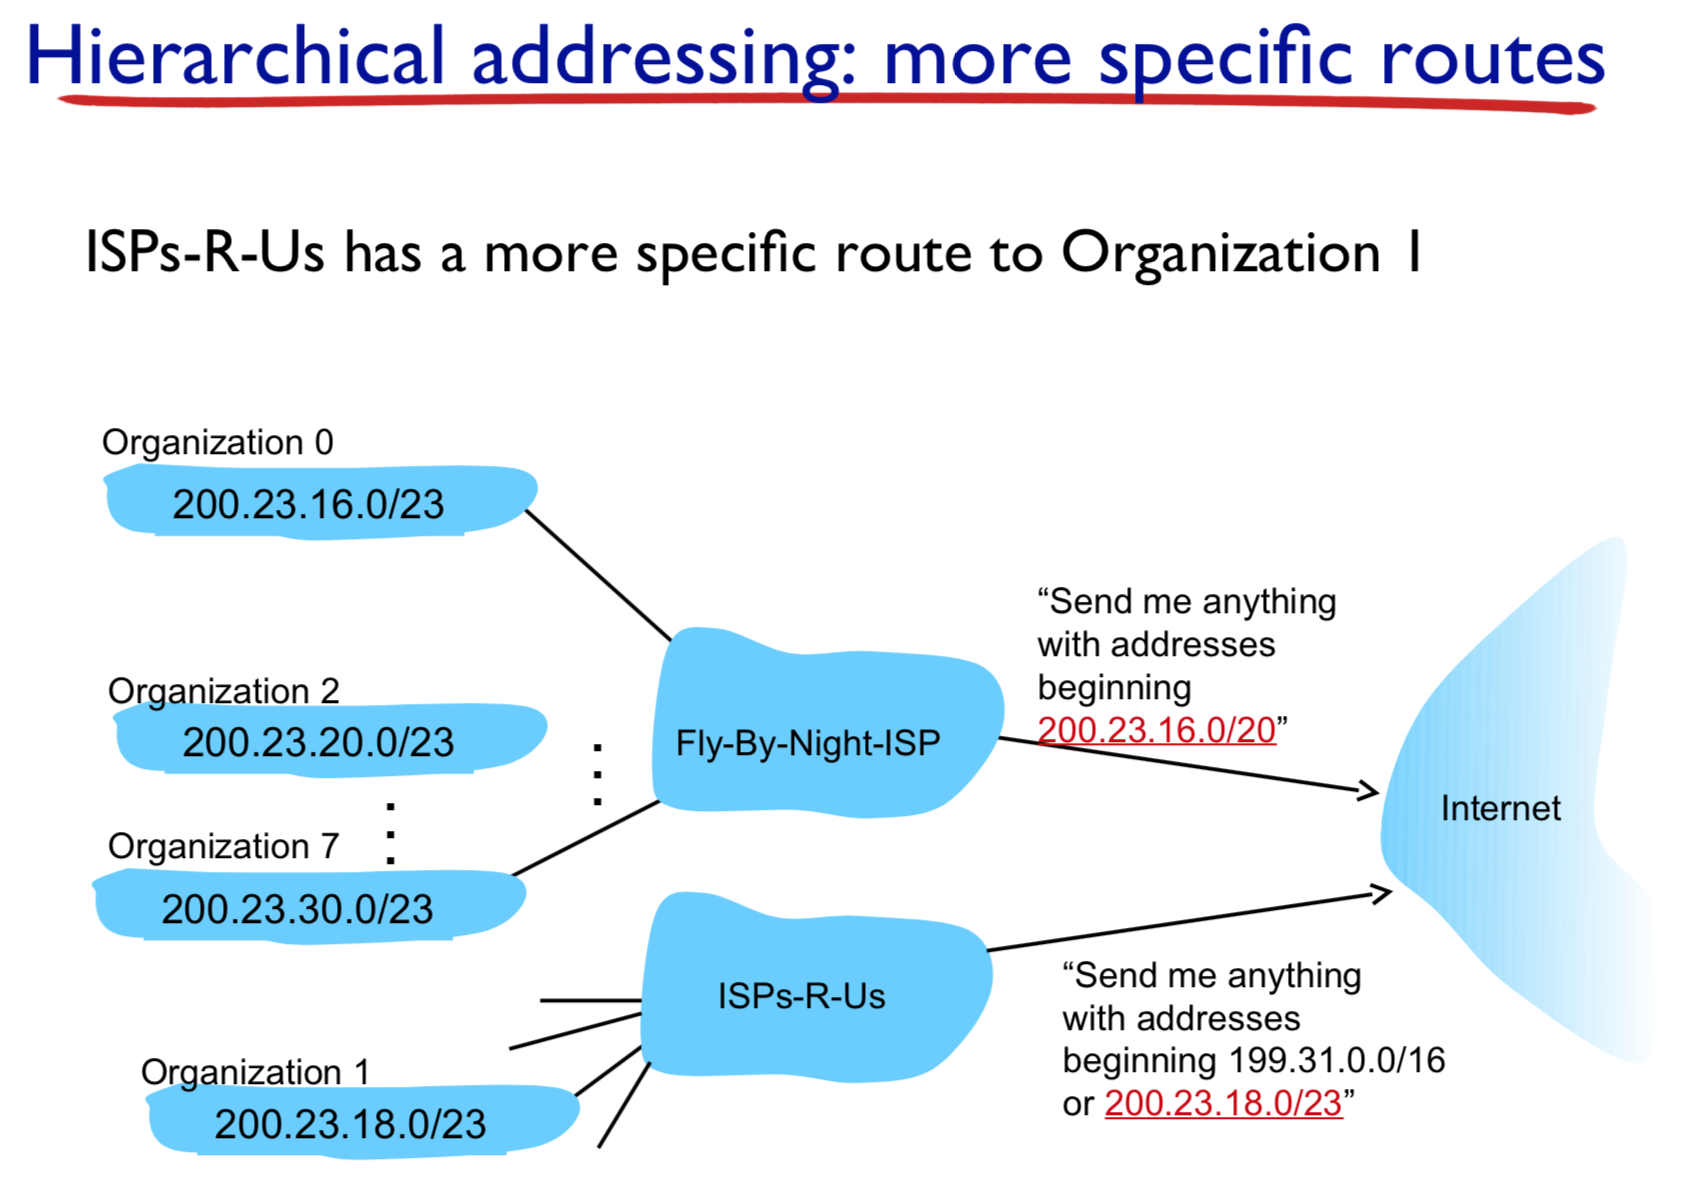 Hierarchical addressing: more specific routes
ISPs-R-Us has a more specific route to Organization 1
Organization 0
200.23.16.0/23
Organization 2
200.23.20.0/23
Organization 7
200.23.30.0/23
Organization 1
200.23.18.0/23
Fly-By-Night-ISP
ISPs-R-Us
“Send me anything
with addresses
beginning
200.23.16.0/20”
“Send me anything
with addresses
beginning 199.31.0.0/16
or 200.23.18.0/23”
Internet